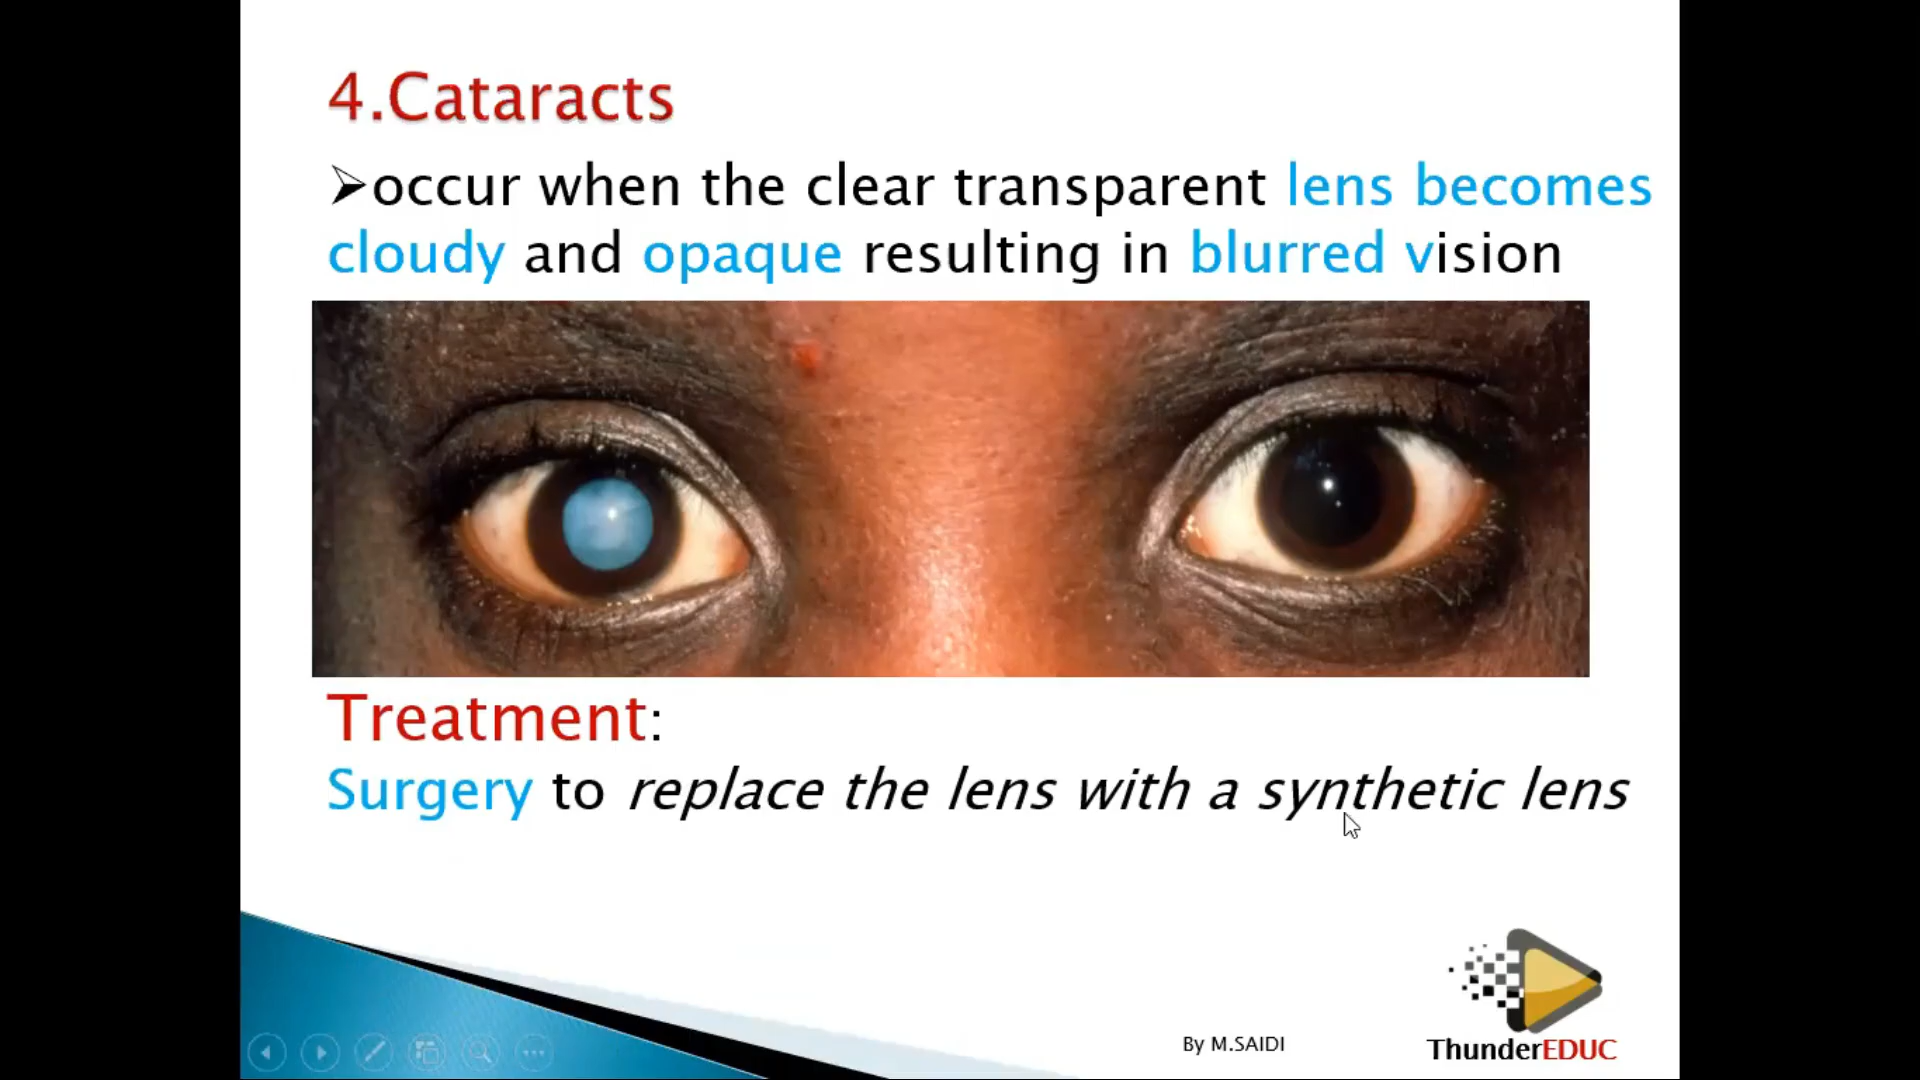 4.Cataracts
➢occur when the clear transparent lens becomes
cloudy and opaque resulting in blurred vision
Treatment:
Surgery to replace the lens with a synthetic lens
By M.SAIDI
ThunderEDUC